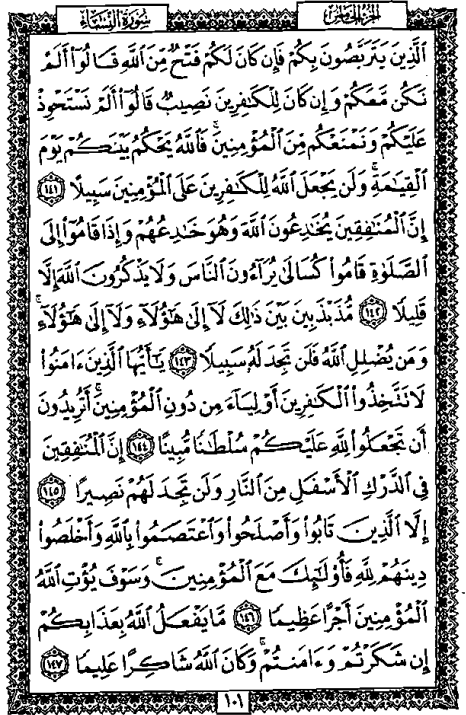 سُورَةُ النِّسَاءِ
الجزء الخامس
ٱلَّذِينَ يَتَرَبَّصُونَ بِكُمْ فَإِن كَانَ لَكُمْ فَتْحٌ مِّنَ ٱللَّهِ قَالُوٓا۟ أَلَمْ
نَكُن مَّعَكُمْ وَإِن كَانَ لِلْكَٰفِرِينَ نَصِيبٌ قَالُوٓا۟ أَلَمْ نَسْتَحْوِذْ
عَلَيْكُمْ وَنَمْنَعْكُم مِّنَ ٱلْمُؤْمِنِينَ ۚ فَٱللَّهُ يَحْكُمُ بَيْنَكُمْ يَوْمَ
ٱلْقِيَٰمَةِ ۗ وَلَن يَجْعَلَ ٱللَّهُ لِلْكَٰفِرِينَ عَلَى ٱلْمُؤْمِنِينَ سَبِيلًا ١٤١
إِنَّ ٱلْمُنَٰفِقِينَ يُخَٰدِعُونَ ٱللَّهَ وَهُوَ خَٰدِعُهُمْ وَإِذَا قَامُوٓا۟ إِلَى
ٱلصَّلَوٰةِ قَامُوا۟ كُسَالَىٰ يُرَآءُونَ ٱلنَّاسَ وَلَا يَذْكُرُونَ ٱللَّهَ إِلَّا
قَلِيلًا ١٤٢ مُّذَبْذَبِينَ بَيْنَ ذَٰلِكَ لَآ إِلَىٰ هَٰٓؤُلَآءِ وَلَآ إِلَىٰ هَٰٓؤُلَآءِ ۚ
وَمَن يُضْلِلِ ٱللَّهُ فَلَن تَجِدَ لَهُۥ سَبِيلًا ١٤٣ يَٰٓأَيُّهَا ٱلَّذِينَ ءَامَنُوا۟
لَا تَتَّخِذُوا۟ ٱلْكَٰفِرِينَ أَوْلِيَآءَ مِن دُونِ ٱلْمُؤْمِنِينَ ۚ أَتُرِيدُونَ
أَن تَجْعَلُوا۟ لِلَّهِ عَلَيْكُمْ سُلْطَٰنًا مُّبِينًا ١٤٤ إِنَّ ٱلْمُنَٰفِقِينَ
فِى ٱلدَّرْكِ ٱلْأَسْفَلِ مِنَ ٱلنَّارِ وَلَن تَجِدَ لَهُمْ نَصِيرًا ١٤٥
إِلَّا ٱلَّذِينَ تَابُوا۟ وَأَصْلَحُوا۟ وَٱعْتَصَمُوا۟ بِٱللَّهِ وَأَخْلَصُوا۟
دِينَهُمْ لِلَّهِ فَأُو۟لَٰٓئِكَ مَعَ ٱلْمُؤْمِنِينَ ۖ وَسَوْفَ يُؤْتِ ٱللَّهُ
ٱلْمُؤْمِنِينَ أَجْرًا عَظِيمًا ١٤٦ مَّا يَفْعَلُ ٱللَّهُ بِعَذَابِكُمْ
إِن شَكَرْتُمْ وَءَامَنتُمْ ۚ وَكَانَ ٱللَّهُ شَاكِرًا عَلِيمًا ١٤٧
١٠١